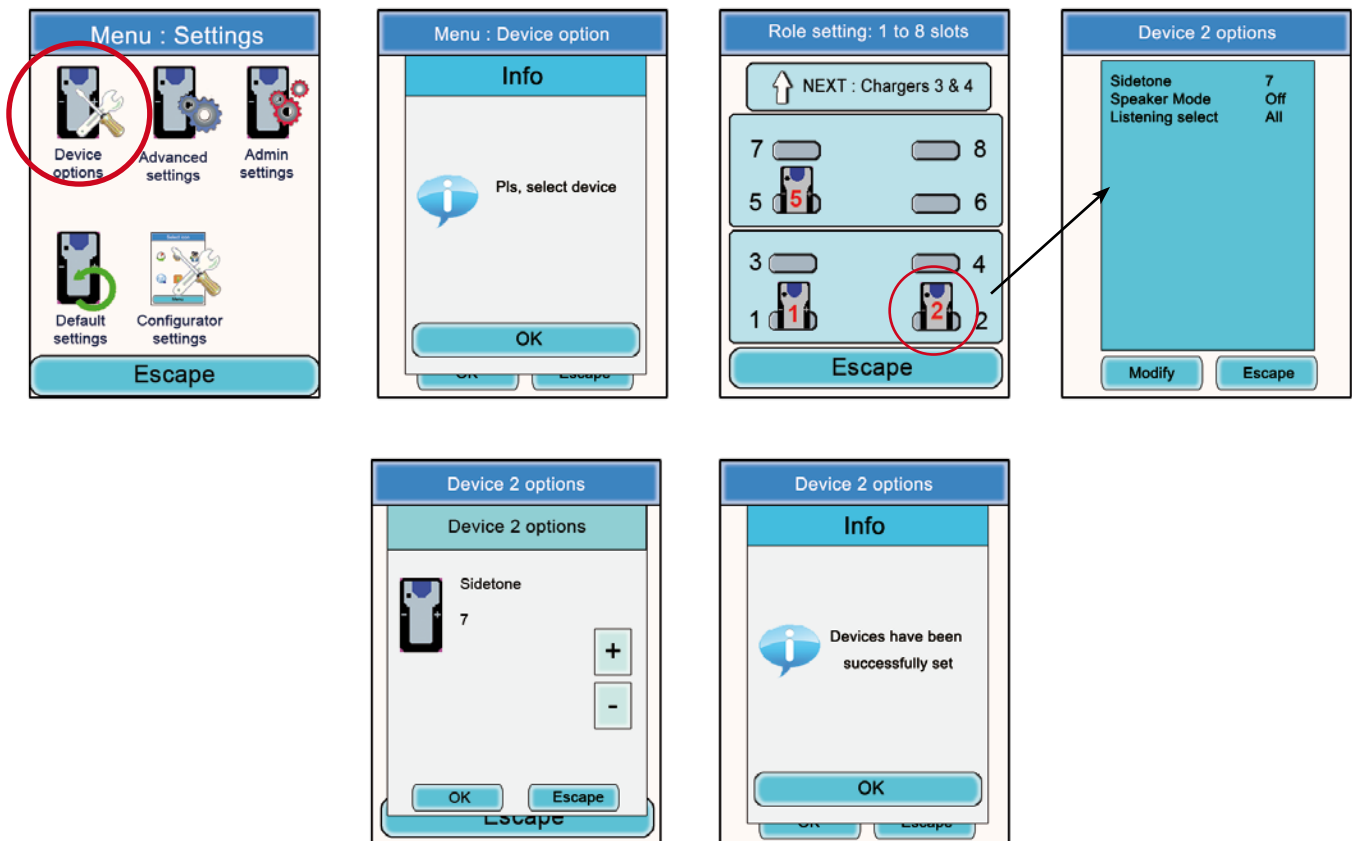 Menu : Settings
Device
options
Advanced
settings
Admin
settings
Default
settings
Configurator
settings
Escape
Menu : Device option
Info
Pls, select device
OK
OK Escape
Role setting: 1 to 8 slots
NEXT : Chargers 3 & 4
7 8
5 5 6
3 4
1 1 2 2
Escape
Device 2 options
Sidetone 7
Speaker Mode Off
Listening select All
Modify Escape
Device 2 options
Device 2 options
Sidetone
7
+
-
OK Escape
Escape
Device 2 options
Info
Devices have been
successfully set
OK
OK Escape